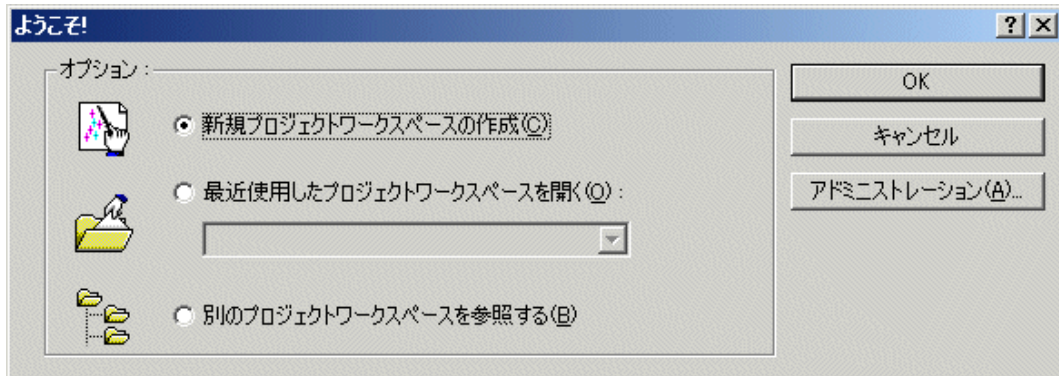 ようこそ!
オプション :
新規プロジェクトワークスペースの作成(C)
最近使用したプロジェクトワークスペースを開く(O) :
別のプロジェクトワークスペースを参照する(B)
OK
キャンセル
アドミニストレーション(A)...